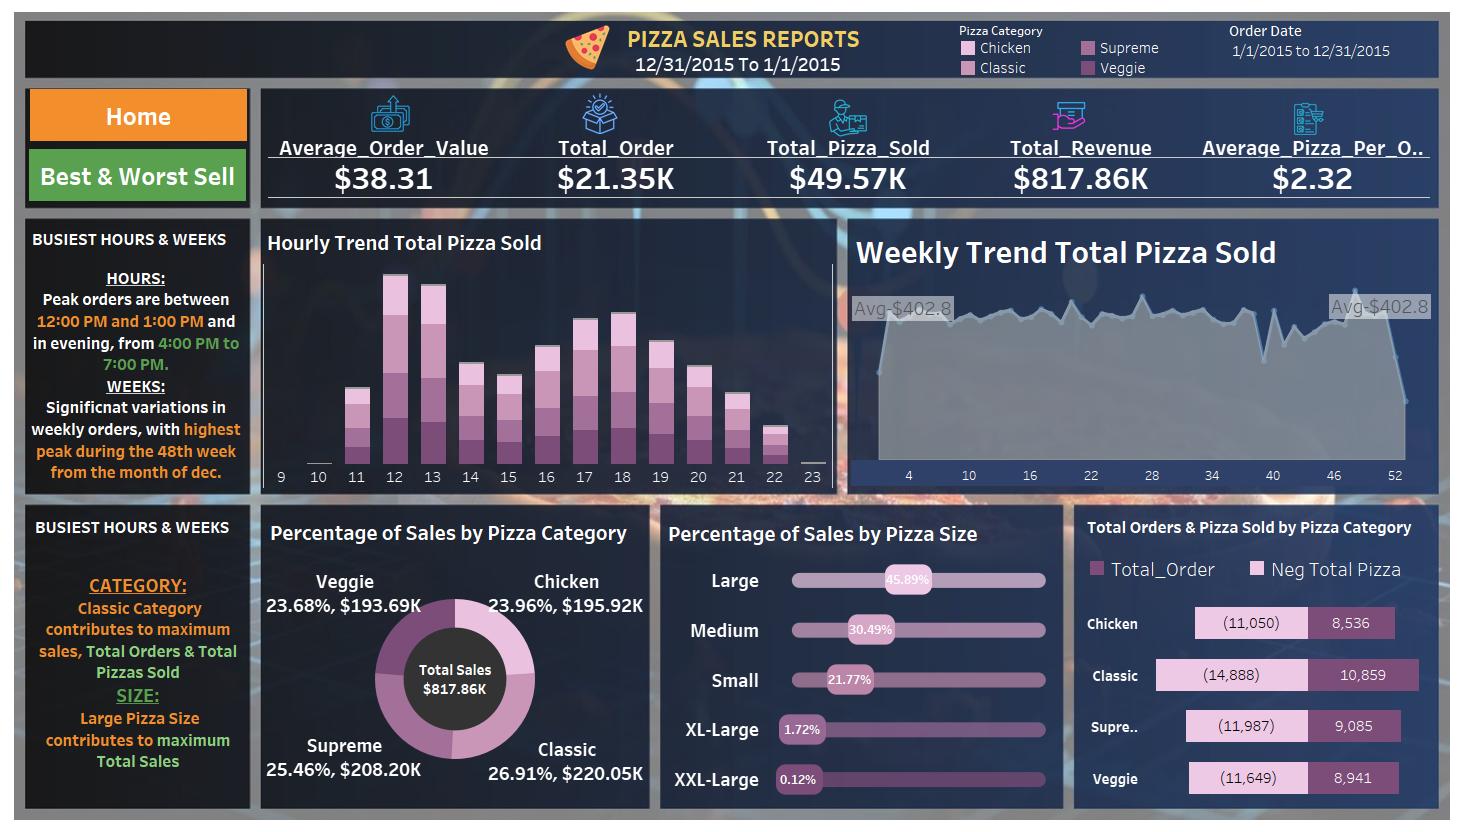 PIZZA SALES REPORTS
12/31/2015 To 1/1/2015
Pizza Category
Chicken
Supreme
Classic
Veggie
Order Date
1/1/2015 to 12/31/2015
Home
Best & Worst Sell
Average_Order_Value
Total_Order
Total_Pizza_Sold
Total_Revenue
Average_Pizza_Per_O..
$38.31
$21.35K
$49.57K
$817.86K
$2.32
BUSIEST HOURS & WEEKS
HOURS:
Peak orders are between
12:00 PM and 1:00 PM and
in evening, from 4:00 PM to
7:00 PM.
WEEKS:
Significnat variations in
weekly orders, with highest
peak during the 48th week
from the month of dec.
Hourly Trend Total Pizza Sold
9 10 11 12 13 14 15 16 17 18 19 20 21 22 23
Weekly Trend Total Pizza Sold
Avg-$402.8
Avg-$402.8
4 10 16 22 28 34 40 46 52
BUSIEST HOURS & WEEKS
CATEGORY:
Classic Category
contributes to maximum
sales, Total Orders & Total
Pizzas Sold
SIZE:
Large Pizza Size
contributes to maximum
Total Sales
Percentage of Sales by Pizza Category
Veggie
23.68%, $193.69K
Chicken
23.96%, $195.92K
Total Sales
$817.86K
Supreme
25.46%, $208.20K
Classic
26.91%, $220.05K
Percentage of Sales by Pizza Size
Large 45.89%
Medium 30.49%
Small 21.77%
XL-Large 1.72%
XXL-Large 0.12%
Total Orders & Pizza Sold by Pizza Category
Total_Order
Neg Total Pizza
Chicken (11,050) 8,536
Classic (14,888) 10,859
Supre.. (11,987) 9,085
Veggie (11,649) 8,941